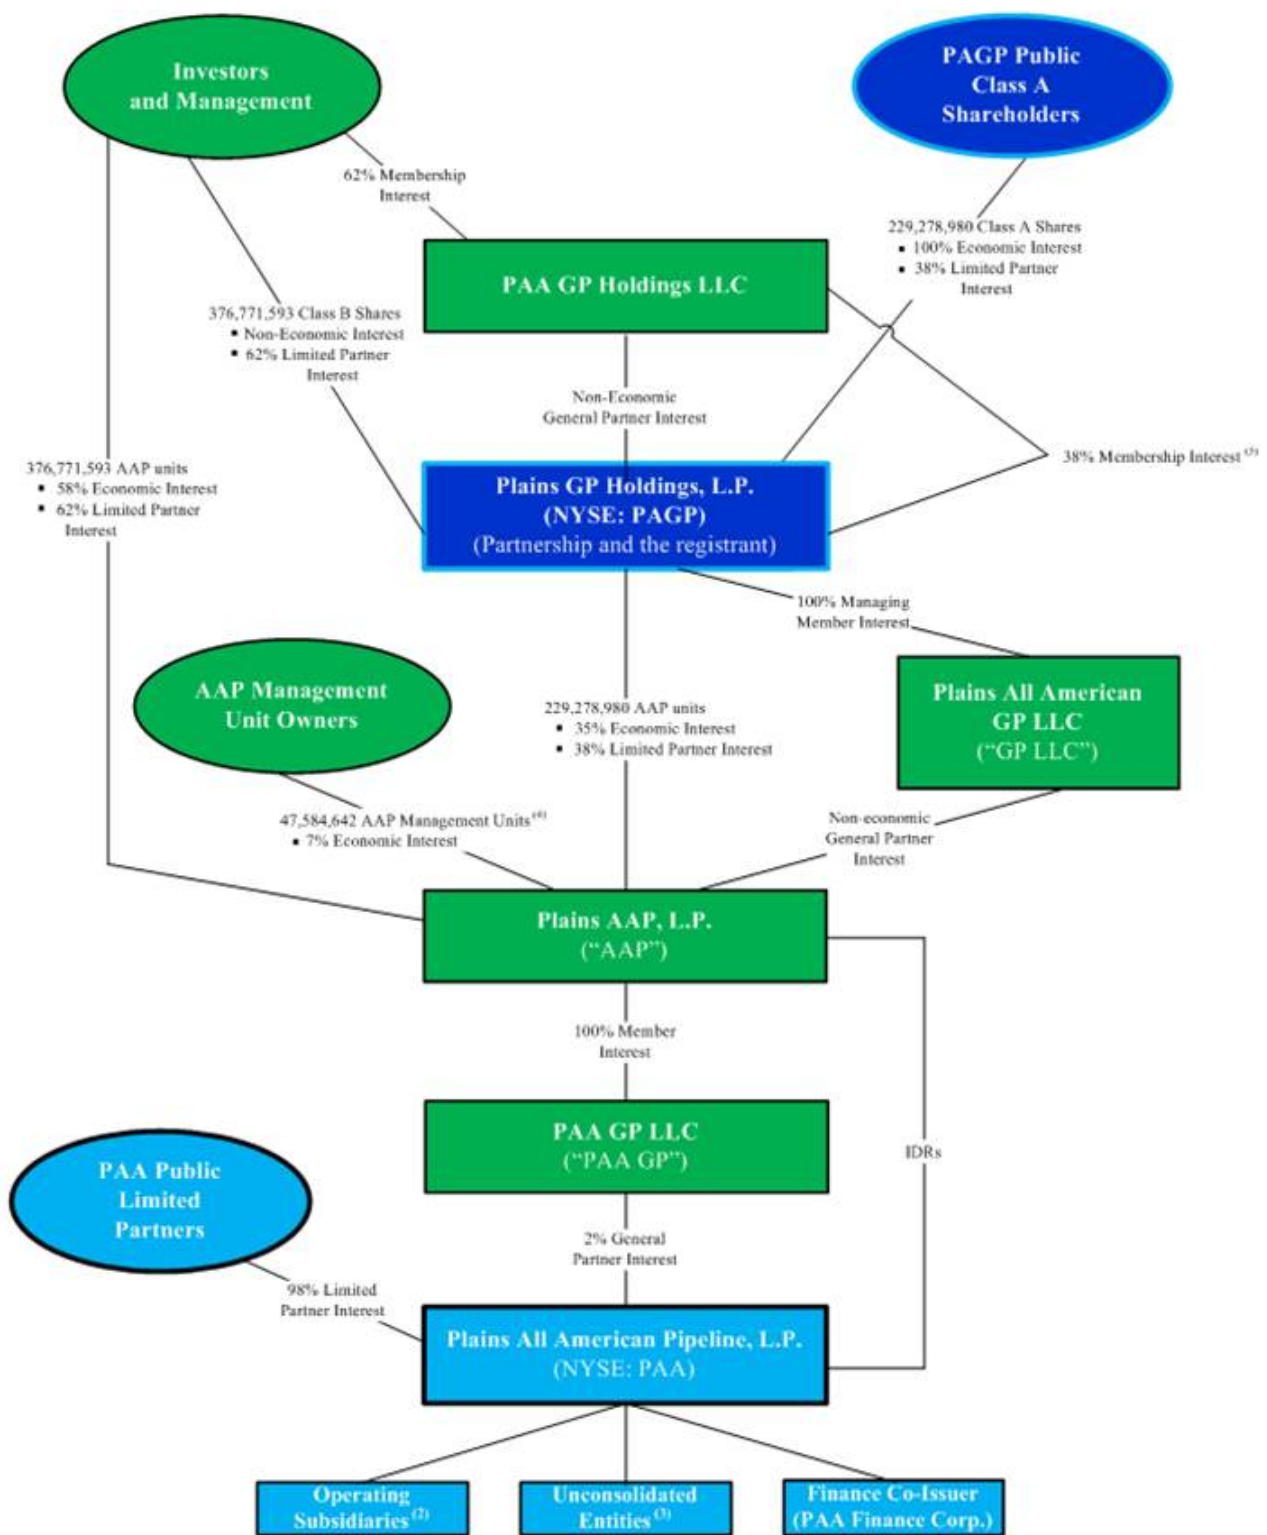 Investors
and Management
PAGP Public
Class A
Shareholders
62% Membership
Interest
229,278,980 Class A Shares
▪ 100% Economic Interest
▪ 38% Limited Partner
Interest
PAA GP Holdings LLC
376,771,593 Class B Shares
▪ Non-Economic Interest
▪ 62% Limited Partner
Interest
Non-Economic
General Partner Interest
376,771,593 AAP units
▪ 58% Economic Interest
▪ 62% Limited Partner
Interest
38% Membership Interest (5)
Plains GP Holdings, L.P.
(NYSE: PAGP)
(Partnership and the registrant)
100% Managing
Member Interest
AAP Management
Unit Owners
229,278,980 AAP units
▪ 35% Economic Interest
▪ 38% Limited Partner Interest
Plains All American
GP LLC
(“GP LLC”)
47,584,642 AAP Management Units (4)
▪ 7% Economic Interest
Non-economic
General Partner
Interest
Plains AAP, L.P.
(“AAP”)
100% Member
Interest
PAA GP LLC
(“PAA GP”)
IDRs
PAA Public
Limited
Partners
2% General
Partner Interest
98% Limited
Partner Interest
Plains All American Pipeline, L.P.
(NYSE: PAA)
Operating
Subsidiaries (2)
Unconsolidated
Entities (3)
Finance Co-Issuer
(PAA Finance Corp.)